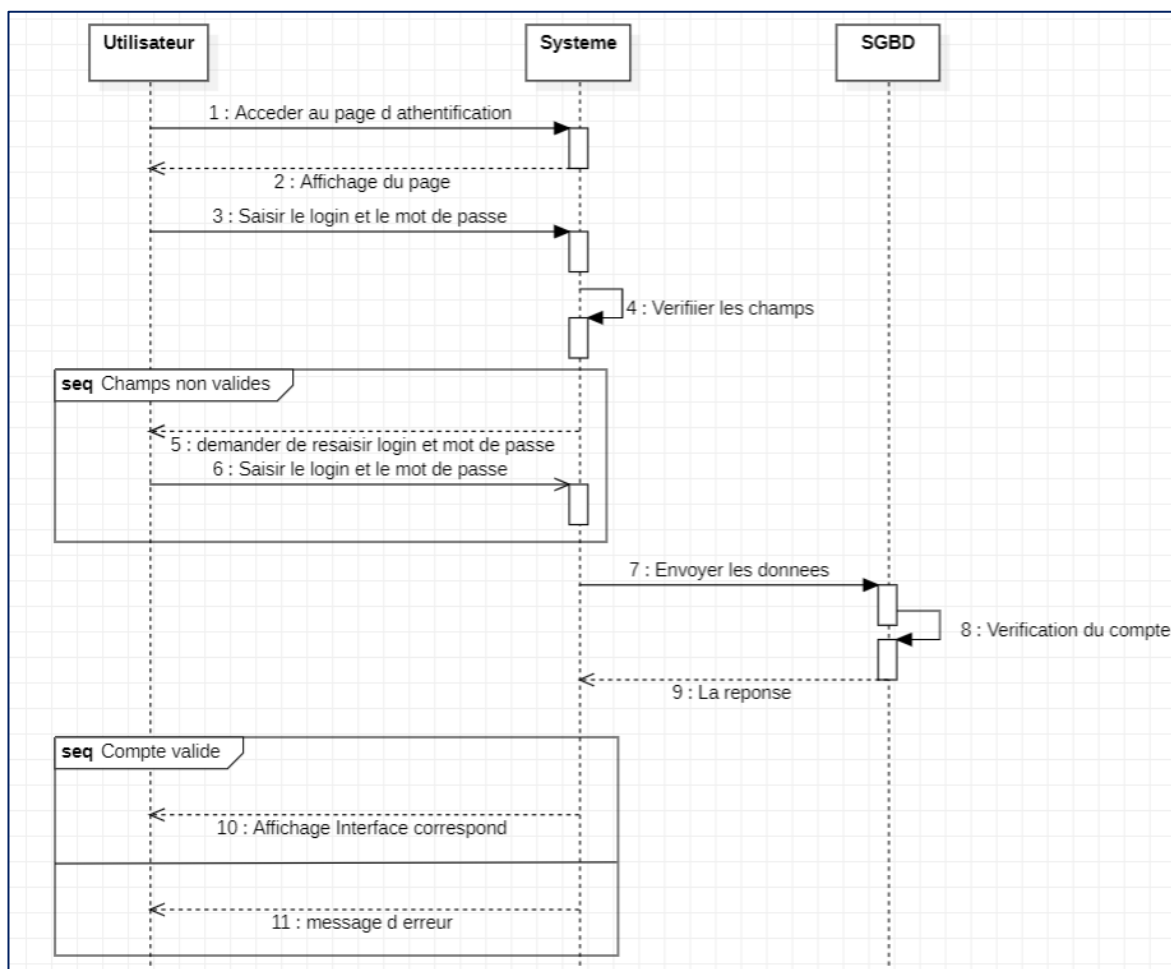 Utilisateur
Systeme
SGBD
1 : Acceder au page d athentification
2 : Affichage du page
3 : Saisir le login et le mot de passe
4 : Verifiier les champs
seq Champs non valides
5 : demander de resaisir login et mot de passe
6 : Saisir le login et le mot de passe
7 : Envoyer les donnees
8 : Verification du compte
9 : La reponse
seq Compte valide
10 : Affichage Interface correspond
11 : message d erreur